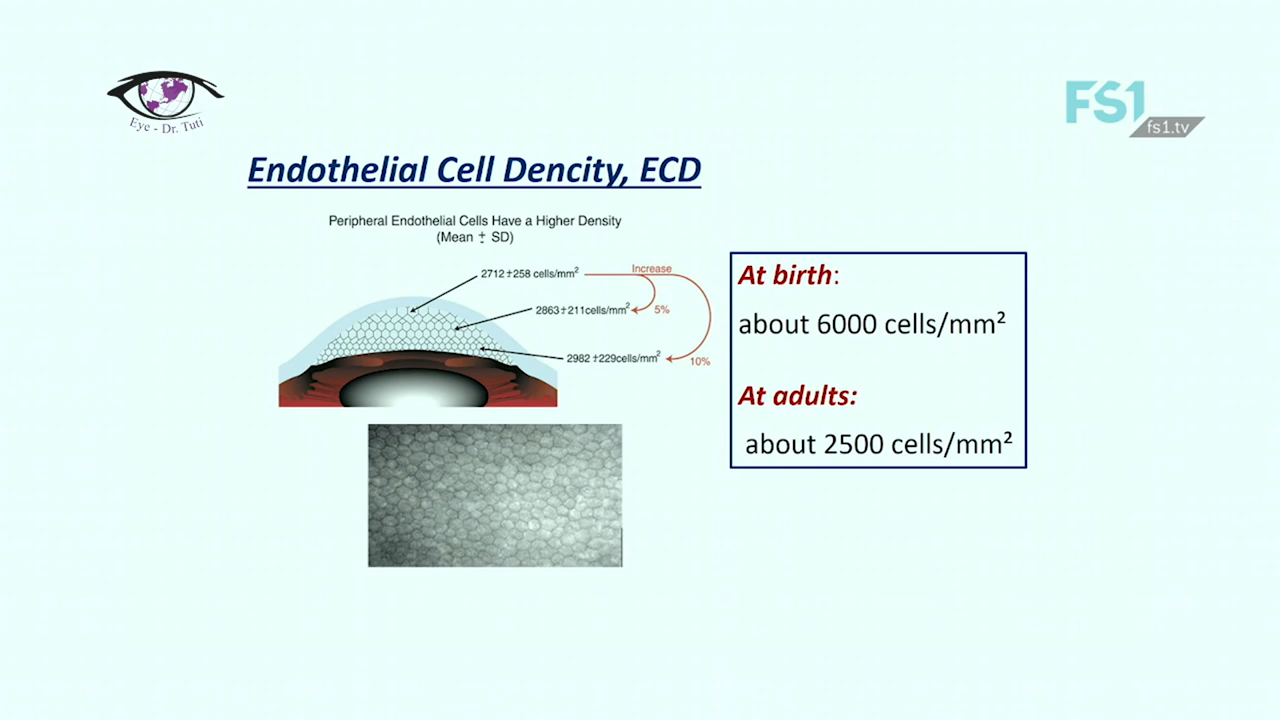 Eye - Dr. Tuti
FS1
fs1.tv
Endothelial Cell Dencity, ECD
Peripheral Endothelial Cells Have a Higher Density
(Mean ± SD)
2712±258 cells/mm²
Increase
2863±211cells/mm²
5%
2982 ±229cells/mm²
10%
At birth:
about 6000 cells/mm²
At adults:
about 2500 cells/mm²